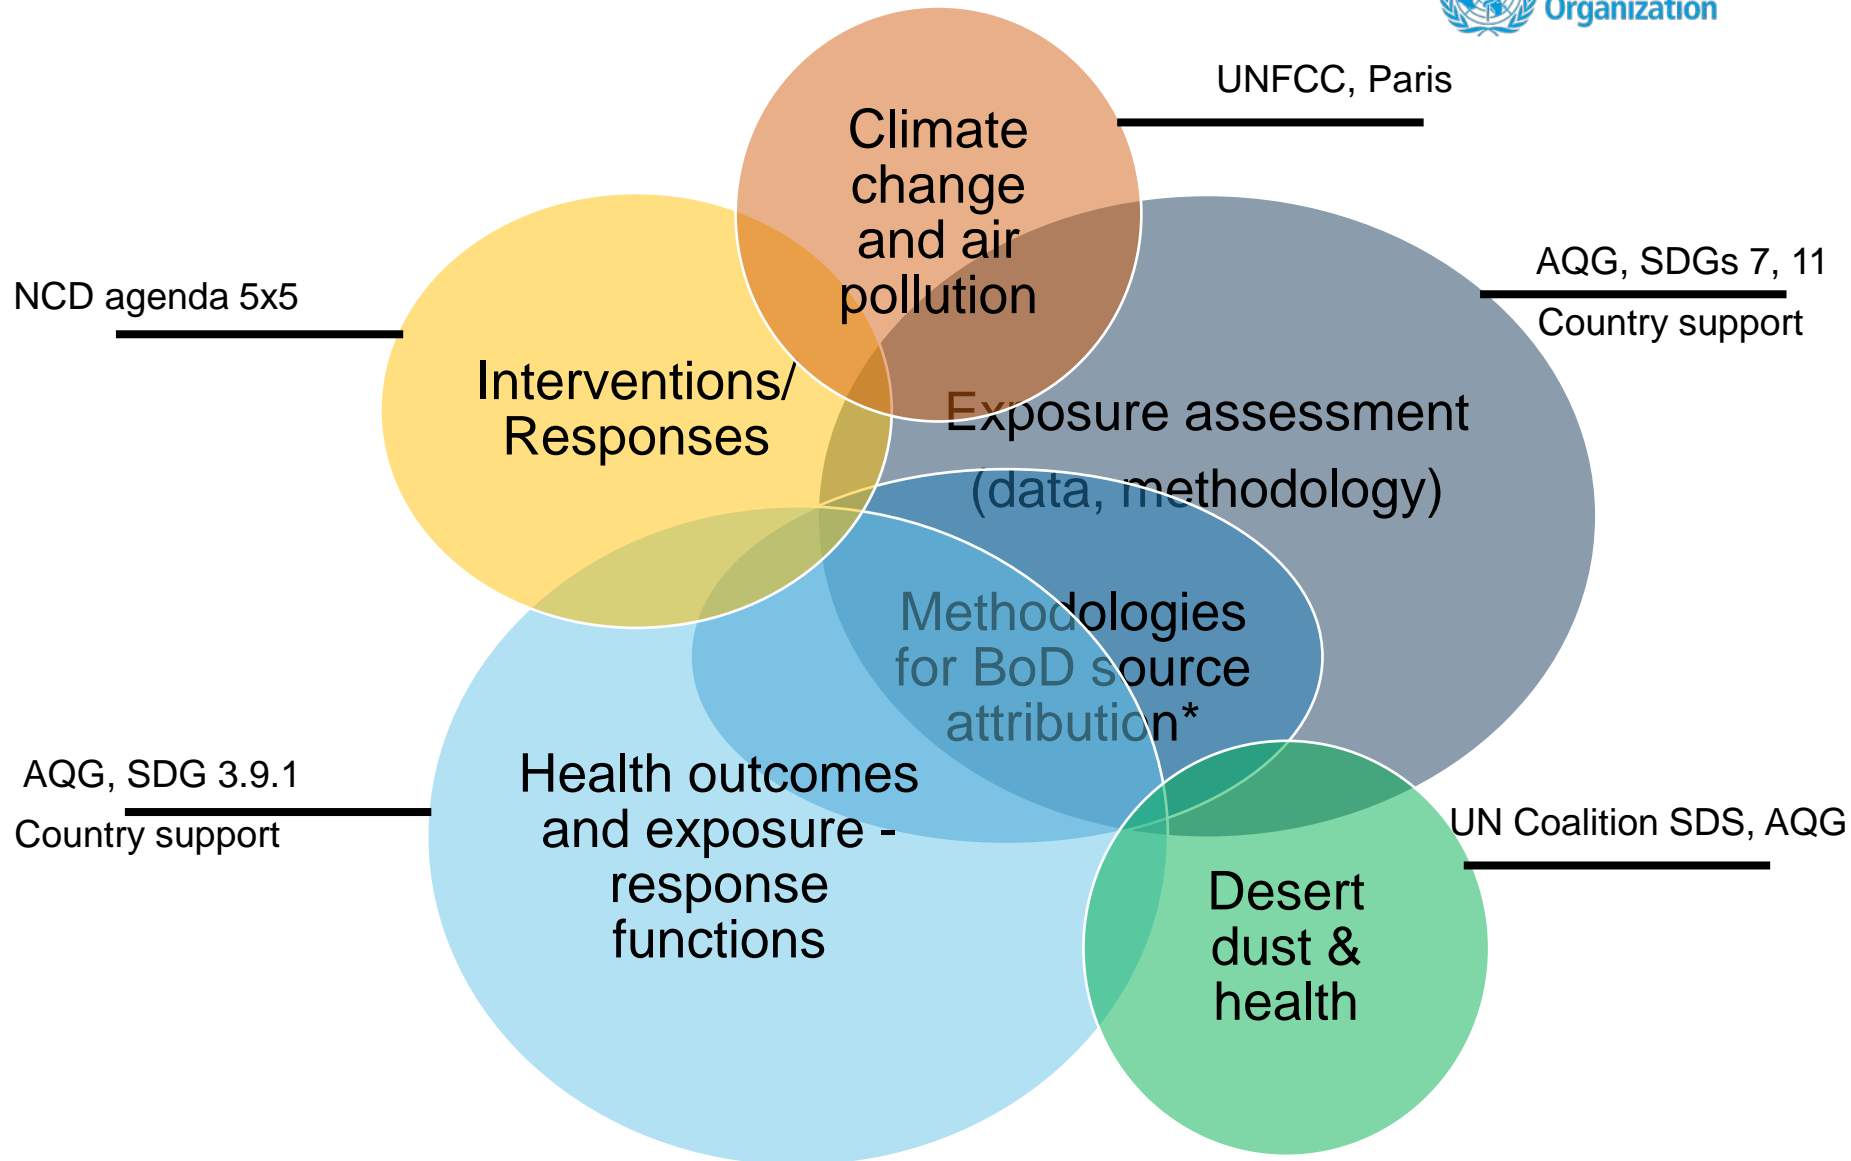 Organization
UNFCC, Paris
Climate
change
and air
pollution
AQG, SDGs 7, 11
Country support
NCD agenda 5x5
Interventions/
Responses
Exposure assessment
(data, methodology)
Methodologies
for BoD source
attribution*
AQG, SDG 3.9.1
Country support
Health outcomes
and exposure -
response
functions
UN Coalition SDS, AQG
Desert
dust &
health